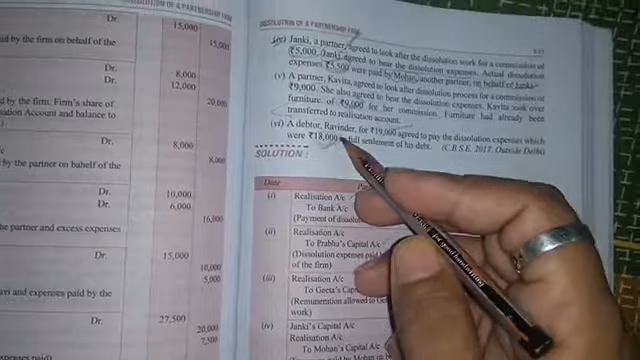 DISSOLUTION OF A PARTNERSHIP FIRM
Dr. 15,000
paid by the firm on behalf of the 15,000
Dr. 8,000
Dr. 12,000
by the firm. Firm's share of 20,000
Account and balance to
Dr. 8,000
the partner on bahelf of the 8,000
Dr. 10,000
Dr. 6,000
by the partner and excess expenses 16,000
Dr. 15,000
10,000
and expenses paid by the 5,000
Dr. 27,500
20,000
expenses paid) 7,500
DISSOLUTION OF A PARTNERSHIP FIRM
(iv) Janki, a partner, agreed to look after the dissolution work for a commission of
₹5,000. Janki agreed to bear the dissolution expenses. Actual dissolution
expenses ₹5,500 were paid by Mohan, another partner, on behalf of Janki.
(v) A partner, Kavita, agreed to look after dissolution process for a commission of
₹9,000. She also agreed to bear the dissolution expenses. Kavita took over
furniture of ₹9,000 for her commission. Furniture had already been
transferred to realisation account.
(vi) A debtor, Ravinder, for ₹19,000 agreed to pay the dissolution expenses which
were ₹18,000 in full settlement of his debt. (C.B.S.E. 2017, Outside Delhi)
SOLUTION :
Date
(i) Realisation A/c
To Bank A/c
(Payment of
(ii) Realisation A/c
To Prabhu's Capital A/c
(Dissolution expenses
of the firm)
(iii) Realisation A/c
To Geeta's Capital
(Remuneration allowed to
work)
(iv) Janki's Capital A/c
Realisation A/c
To Mohan's Capital A/c